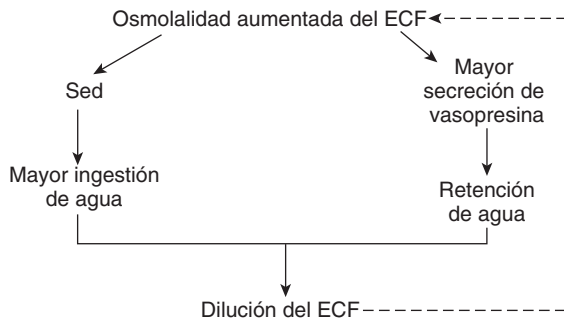 Osmolalidad aumentada del ECF
Sed
Mayor
secreción de
vasopresina
Mayor ingestión
de agua
Retención
de agua
Dilución del ECF